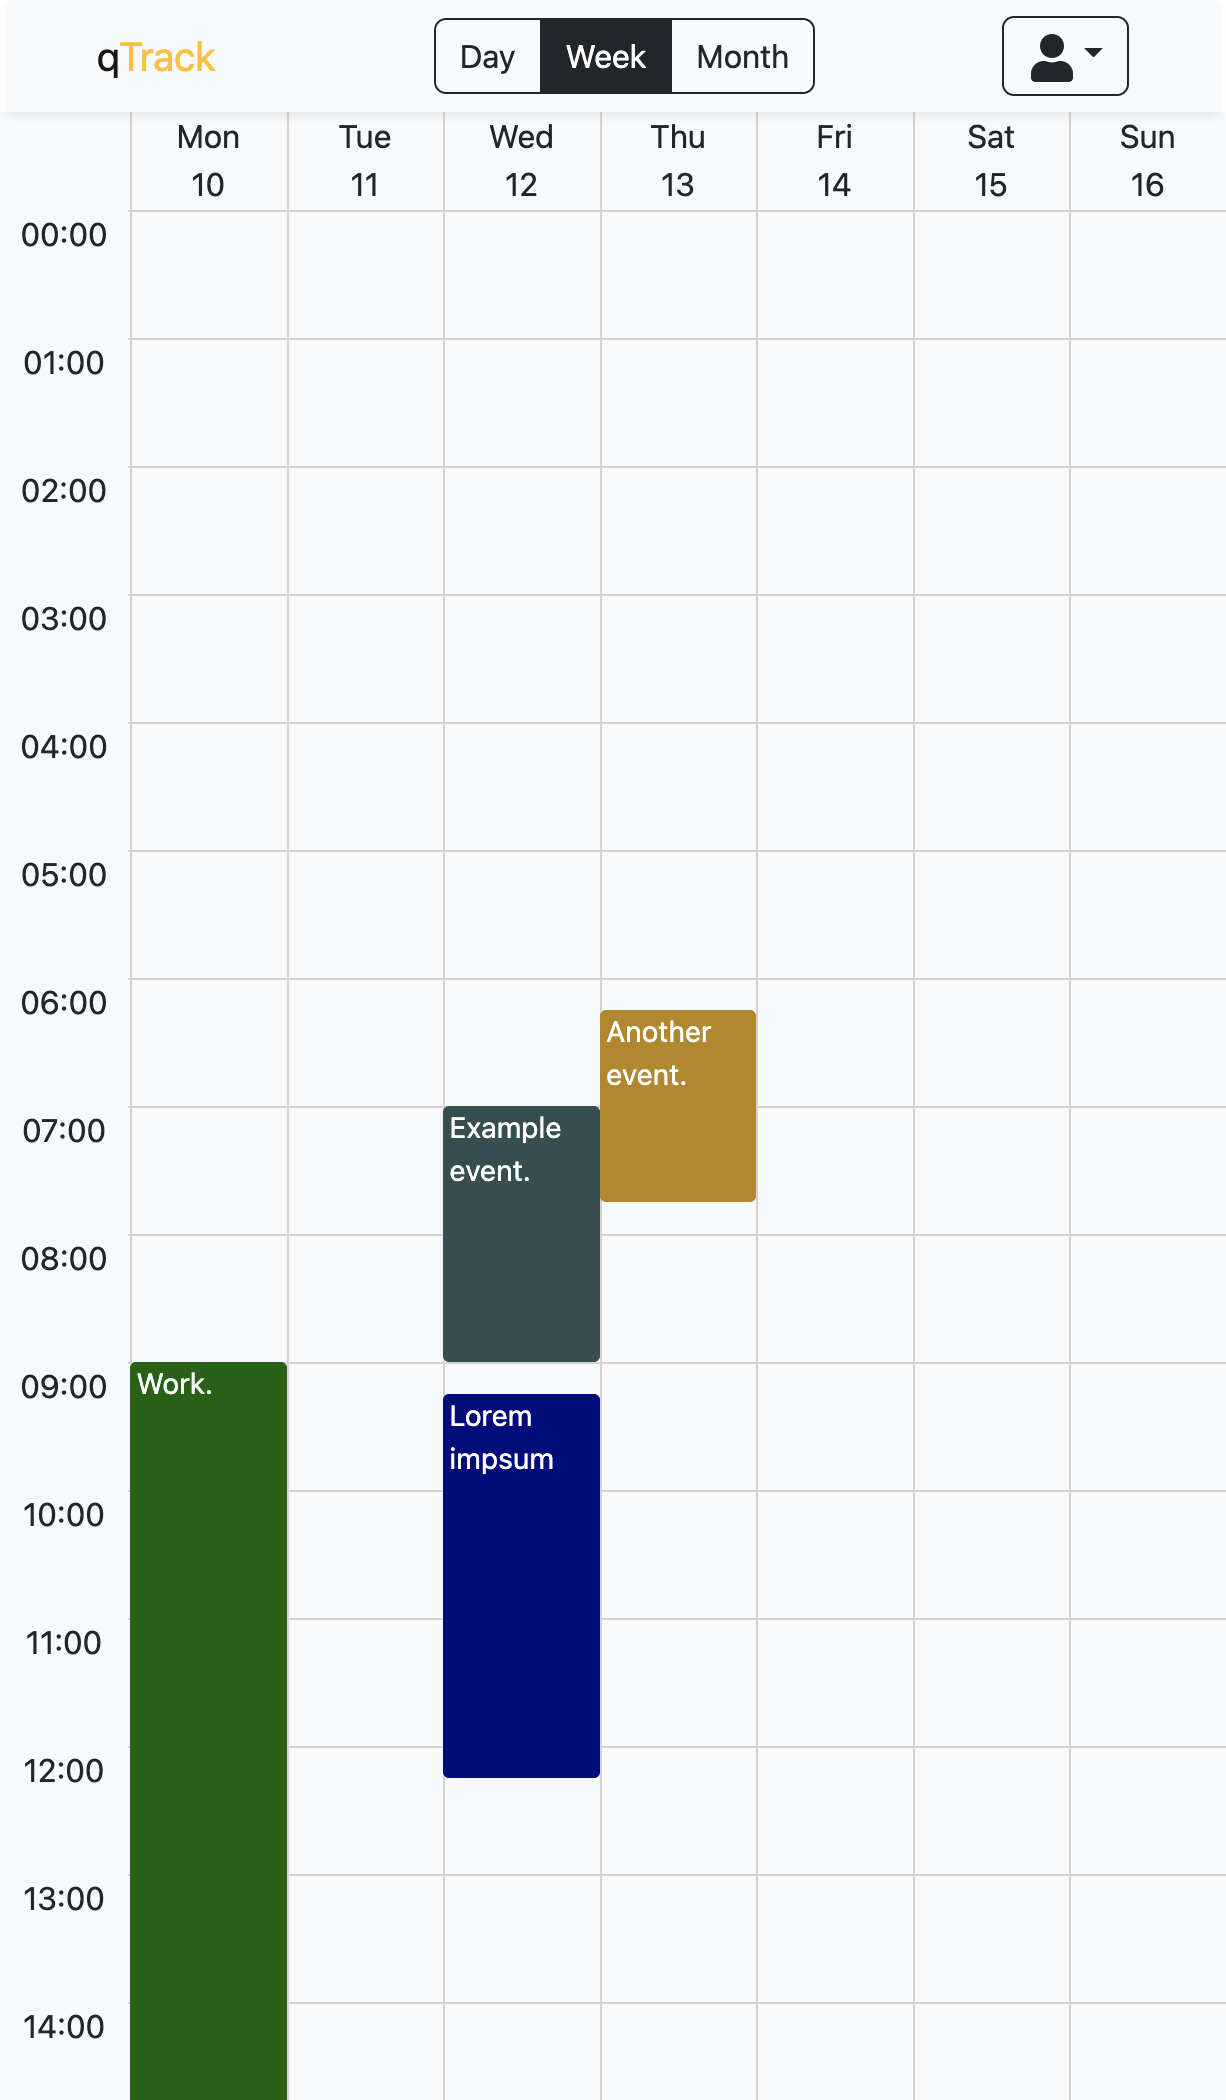 qTrack
Day Week Month
Mon Tue Wed Thu Fri Sat Sun
10 11 12 13 14 15 16
00:00
01:00
02:00
03:00
04:00
05:00
06:00
Another
event.
07:00
Example
event.
08:00
09:00
Work.
Lorem
impsum
10:00
11:00
12:00
13:00
14:00